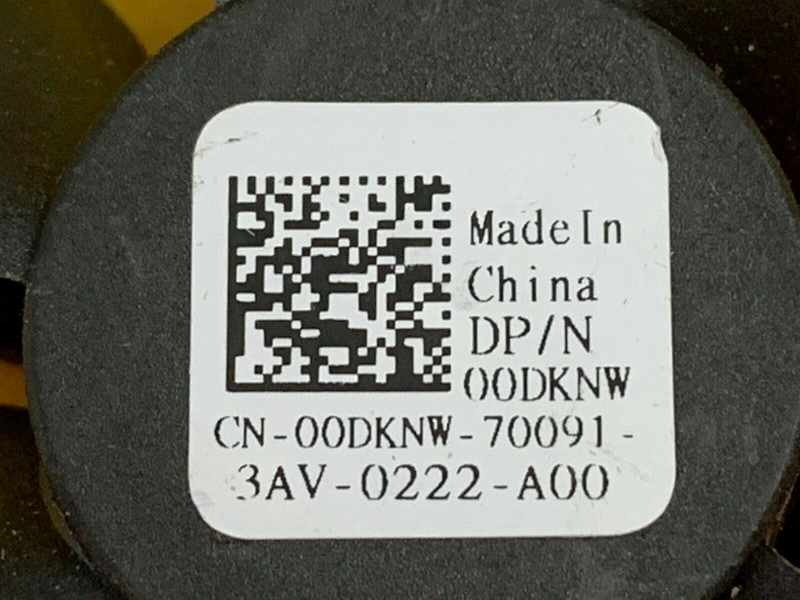 MadeIn
China
DP/N
00DKNW
CN-00DKNW-70091-
3AV-0222-A00